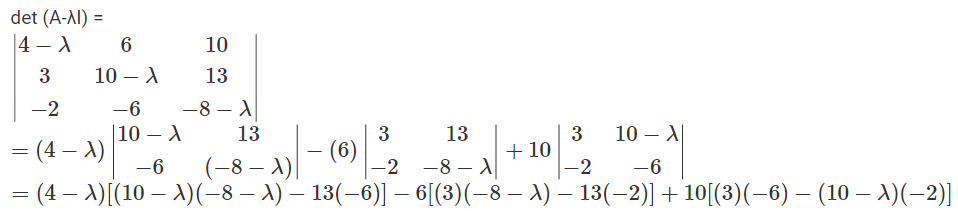 det (A-λI) =
|4 − λ 6 10|
|3 10 − λ 13|
|−2 −6 −8 − λ|
= (4 − λ) |10 − λ 13| − (6) |3 13| + 10 |3 10 − λ|
|−6 (−8 − λ)| |−2 −8 − λ| |−2 −6|
= (4 − λ)[(10 − λ)(−8 − λ) − 13(−6)] − 6[(3)(−8 − λ) − 13(−2)] + 10[(3)(−6) − (10 − λ)(−2)]